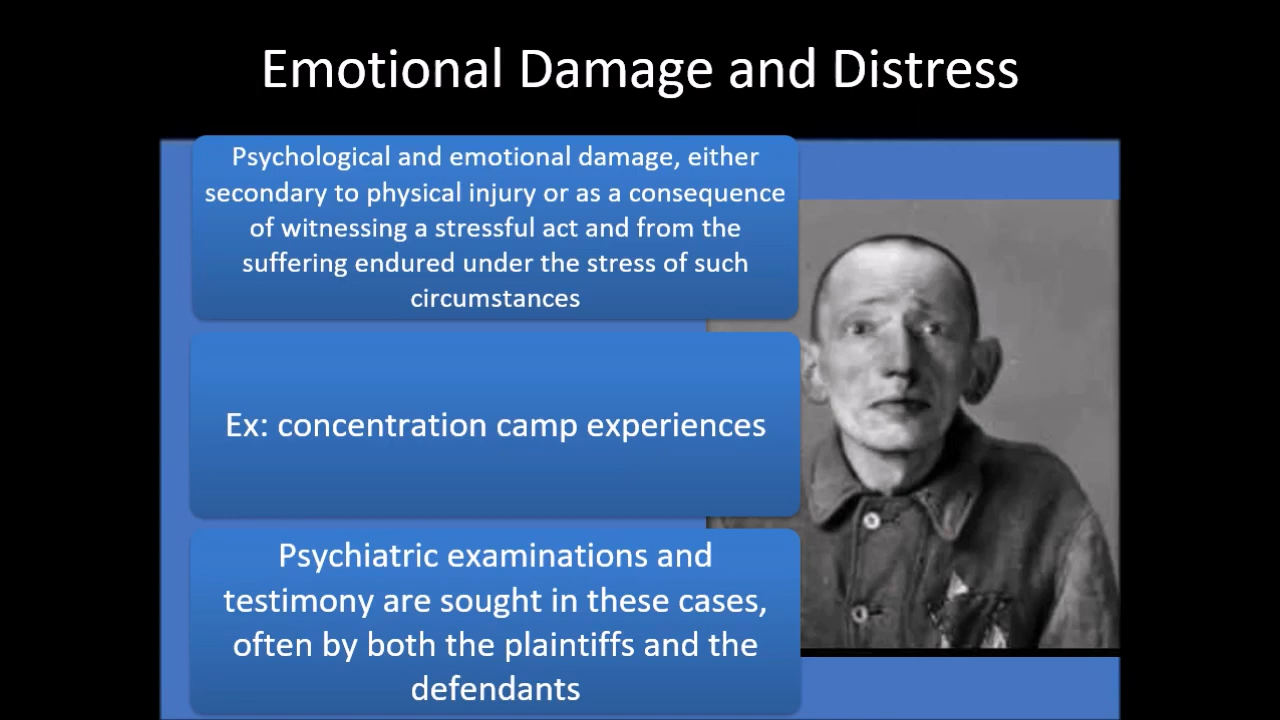 Emotional Damage and Distress
Psychological and emotional damage, either
secondary to physical injury or as a consequence
of witnessing a stressful act and from the
suffering endured under the stress of such
circumstances
Ex: concentration camp experiences
Psychiatric examinations and
testimony are sought in these cases,
often by both the plaintiffs and the
defendants